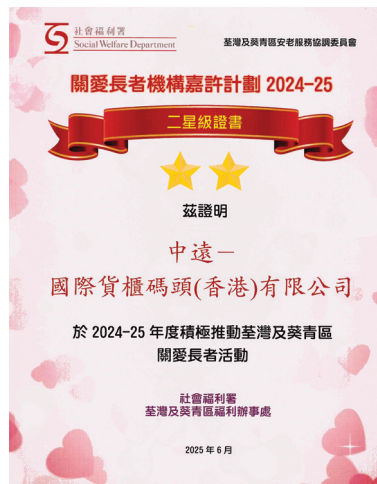 社會福利署
Social Welfare Department
荃灣及葵青區安老服務協調委員會
關愛長者機構嘉許計劃 2024-25
二星級證書
茲證明
中遠－
國際貨櫃碼頭(香港)有限公司
於 2024-25 年度積極推動荃灣及葵青區
關愛長者活動
社會福利署
荃灣及葵青區福利辦事處
2025 年 6 月